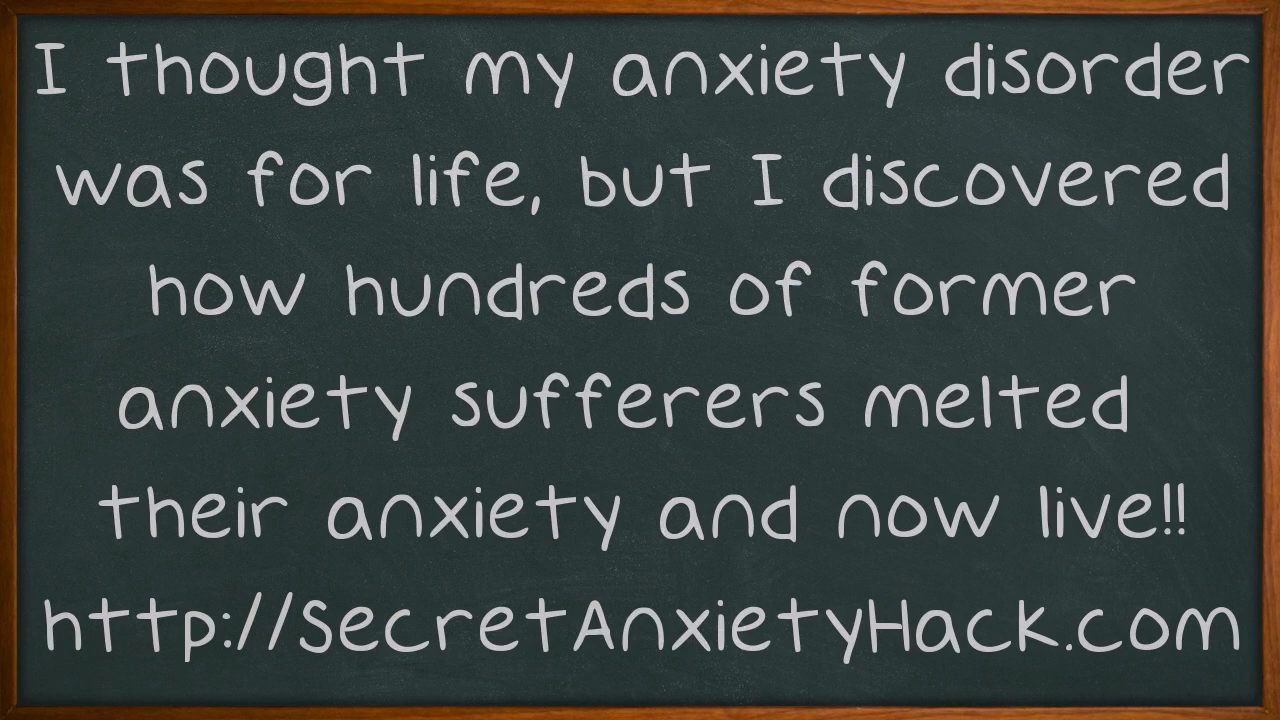 I thought my anxiety disorder
was for life, but I discovered
how hundreds of former
anxiety sufferers melted
their anxiety and now live!!
http://SecretAnxietyHack.com